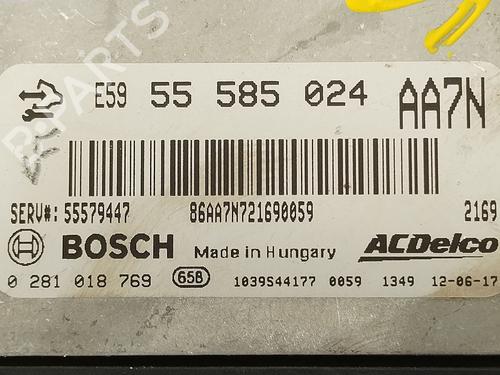 E59 55 585 024 AA7N
SERV#: 55579447 86AA7N721690059 2169
BOSCH Made in Hungary ACDelco
0 281 018 769 65B 1039S44177 0059 1349 12-06-17